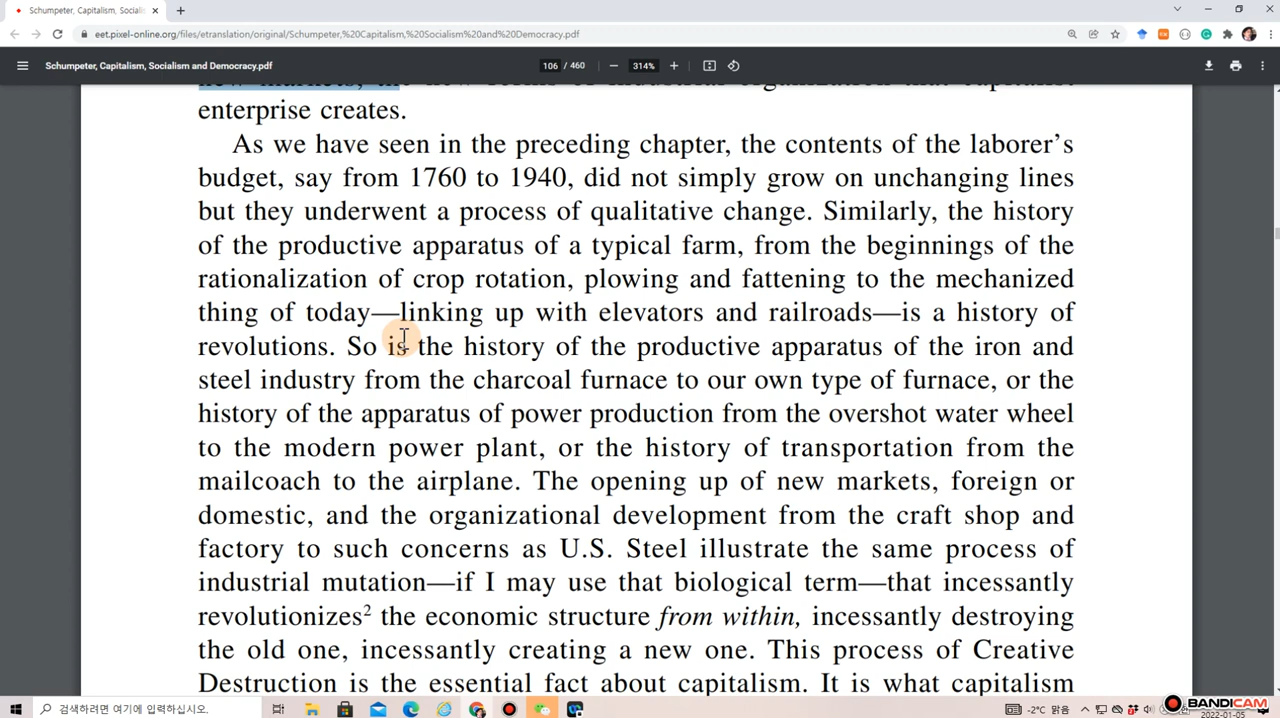 Schumpeter, Capitalism, Sociali
eet.pixel-online.org/files/etranslation/original/Schumpeter,%20Capitalism,%20Socialism%20and%20Democracy.pdf
Schumpeter, Capitalism, Socialism and Democracy.pdf
106 / 460
314%
enterprise creates.
As we have seen in the preceding chapter, the contents of the laborer’s
budget, say from 1760 to 1940, did not simply grow on unchanging lines
but they underwent a process of qualitative change. Similarly, the history
of the productive apparatus of a typical farm, from the beginnings of the
rationalization of crop rotation, plowing and fattening to the mechanized
thing of today—linking up with elevators and railroads—is a history of
revolutions. So is the history of the productive apparatus of the iron and
steel industry from the charcoal furnace to our own type of furnace, or the
history of the apparatus of power production from the overshot water wheel
to the modern power plant, or the history of transportation from the
mailcoach to the airplane. The opening up of new markets, foreign or
domestic, and the organizational development from the craft shop and
factory to such concerns as U.S. Steel illustrate the same process of
industrial mutation—if I may use that biological term—that incessantly
revolutionizes² the economic structure from within, incessantly destroying
the old one, incessantly creating a new one. This process of Creative
Destruction is the essential fact about capitalism. It is what capitalism
검색하려면 여기에 입력하십시오.
-2°C 맑음
BANDICAM
2022-01-05